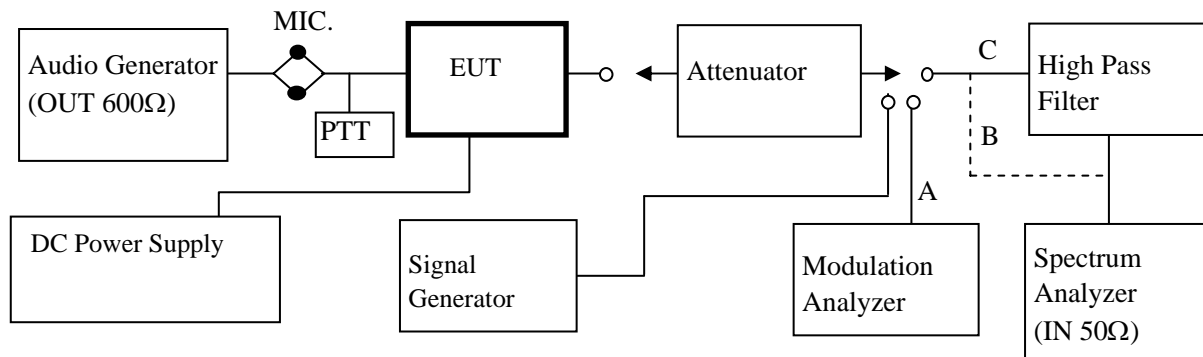 MIC.
Audio Generator
(OUT 600Ω)
PTT
EUT
Attenuator
C
High Pass
Filter
B
A
DC Power Supply
Signal
Generator
Modulation
Analyzer
Spectrum
Analyzer
(IN 50Ω)